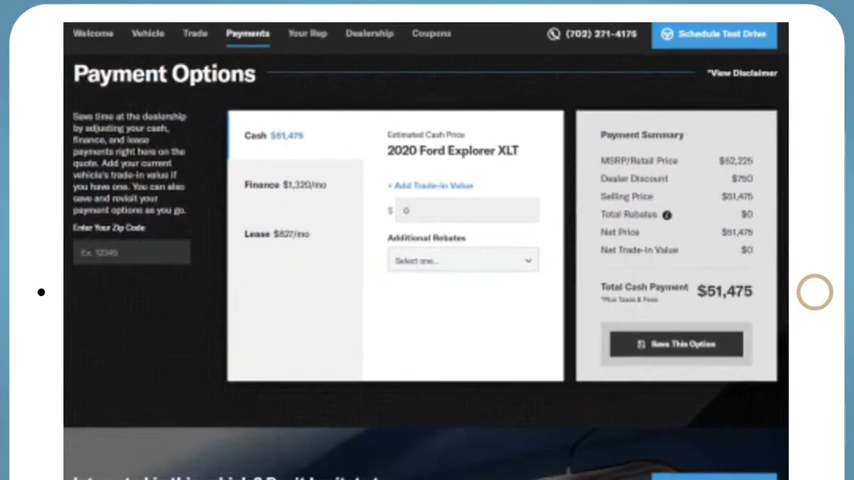 Welcome Vehicle Trade Payments Your Rep Dealership Coupons (702) 271-4175 Schedule Test Drive
Payment Options
*View Disclaimer
Save time at the dealership
by adjusting your cash,
finance, and lease
payments right here on the
quote. Add your current
vehicle's trade-in value if
you have one. You can also
save and revisit your
payment options as you go.
Enter Your Zip Code
Ex. 12345
Cash $51,475
Finance $1,320/mo
Lease $827/mo
Estimated Cash Price
2020 Ford Explorer XLT
+ Add Trade-in Value
$ 0
Additional Rebates
Select one...
Payment Summary
MSRP/Retail Price $52,225
Dealer Discount $750
Selling Price $51,475
Total Rebates $0
Net Price $51,475
Net Trade-in Value $0
Total Cash Payment $51,475
*Plus Taxes & Fees
Save This Option